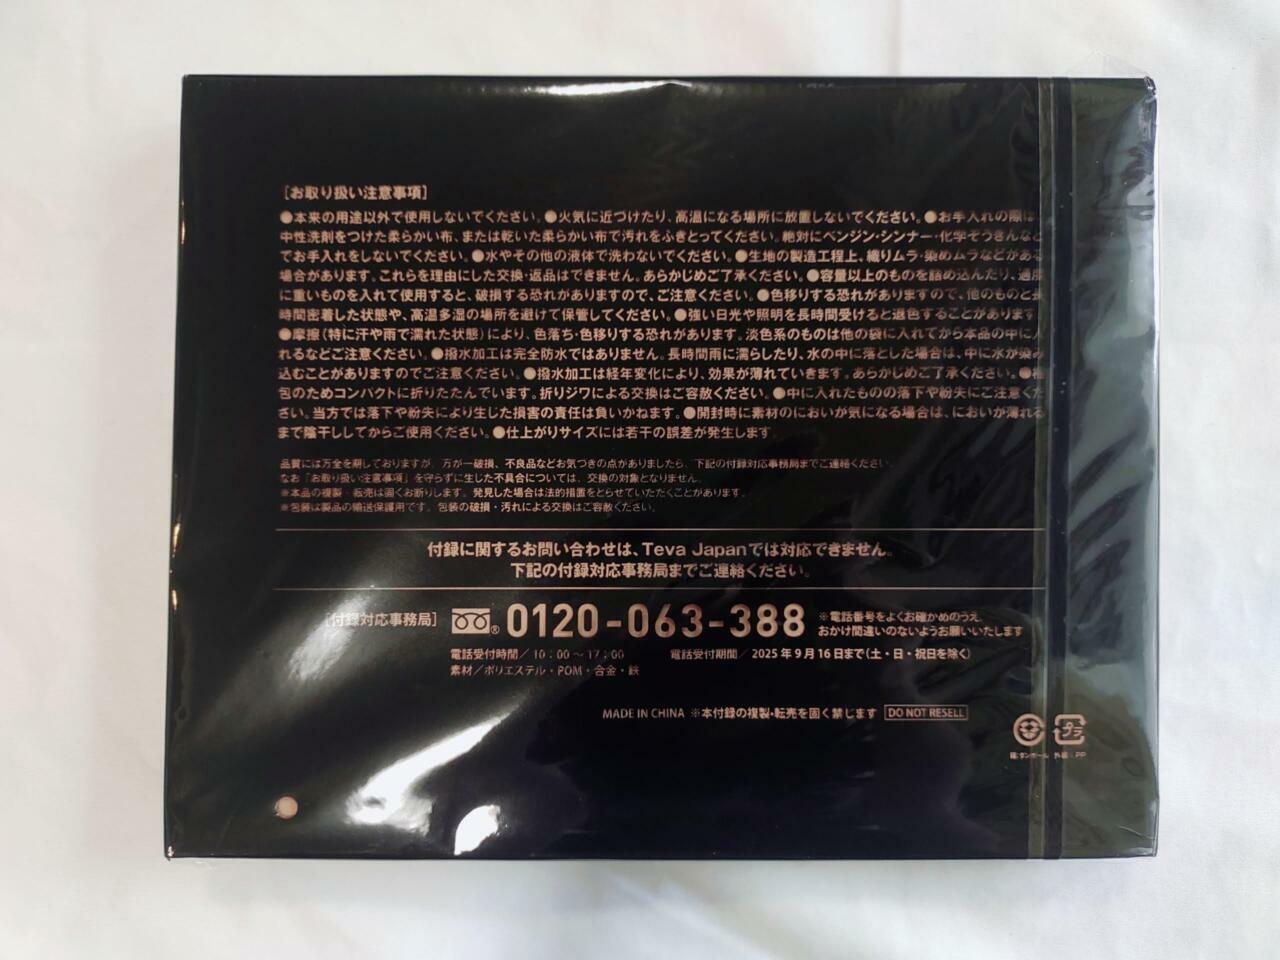 [お取り扱い注意事項]
●本来の用途以外で使用しないでください。●火気に近づけたり、高温になる場所に放置しないでください。●お手入れの際は
中性洗剤をつけた柔らかい布、または乾いた柔らかい布で汚れをふきとってください。絶対にベンジン・シンナー・化学ぞうきんなど
でお手入れをしないでください。●水やその他の液体で洗わないでください。●生地の製造工程上、織りムラ・染めムラなどがある
場合があります。これらを理由にした交換・返品はできません。あらかじめご了承ください。●容量以上のものを詰め込んだり、過度
に重いものを入れて使用すると、破損する恐れがありますので、ご注意ください。●色移りする恐れがありますので、他のものと長
時間密着した状態や、高温多湿の場所を避けて保管してください。●強い日光や照明を長時間受けると退色することがあります
●摩擦(特に汗や雨で濡れた状態)により、色落ち・色移りする恐れがあります。淡色系のものは他の袋に入れてから本品の中に入
れるなどご注意ください。●撥水加工は完全防水ではありません。長時間雨に濡らしたり、水の中に落とした場合は、中に水が染み
込むことがありますのでご注意ください。●撥水加工は経年変化により、効果が薄れていきます。あらかじめご了承ください。●梱
包のためコンパクトに折りたたんでいます。折りジワによる交換はご容赦ください。●中に入れたものの落下や紛失にご注意くだ
さい。当方では落下や紛失により生じた損害の責任は負いかねます。●開封時に素材のにおいが気になる場合は、においが薄れる
まで陰干ししてからご使用ください。●仕上がりサイズには若干の誤差が発生します。
品質には万全を期しておりますが、万が一破損、不良品などお気づきの点がありましたら、下記の付録対応事務局までご連絡ください。
なお「お取り扱い注意事項」を守らずに生じた不具合については、交換の対象となりません。
※本品の複製・転売は固くお断りします。発見した場合は法的措置をとらせていただくことがあります。
※包装は製品の輸送保護用です。包装の破損・汚れによる交換はご容赦ください。
付録に関するお問い合わせは、Teva Japanでは対応できません。
下記の付録対応事務局までご連絡ください。
[付録対応事務局] 0120-063-388 ※電話番号をよくお確かめのうえ、
おかけ間違いのないようお願いいたします
電話受付時間/10:00〜17:00 電話受付期間/2025年9月16日まで(土・日・祝日を除く)
素材/ポリエステル・POM・合金・鉄
MADE IN CHINA ※本付録の複製・転売を固く禁じます DO NOT RESELL
プラ
箱:ダンボール 外袋:PP